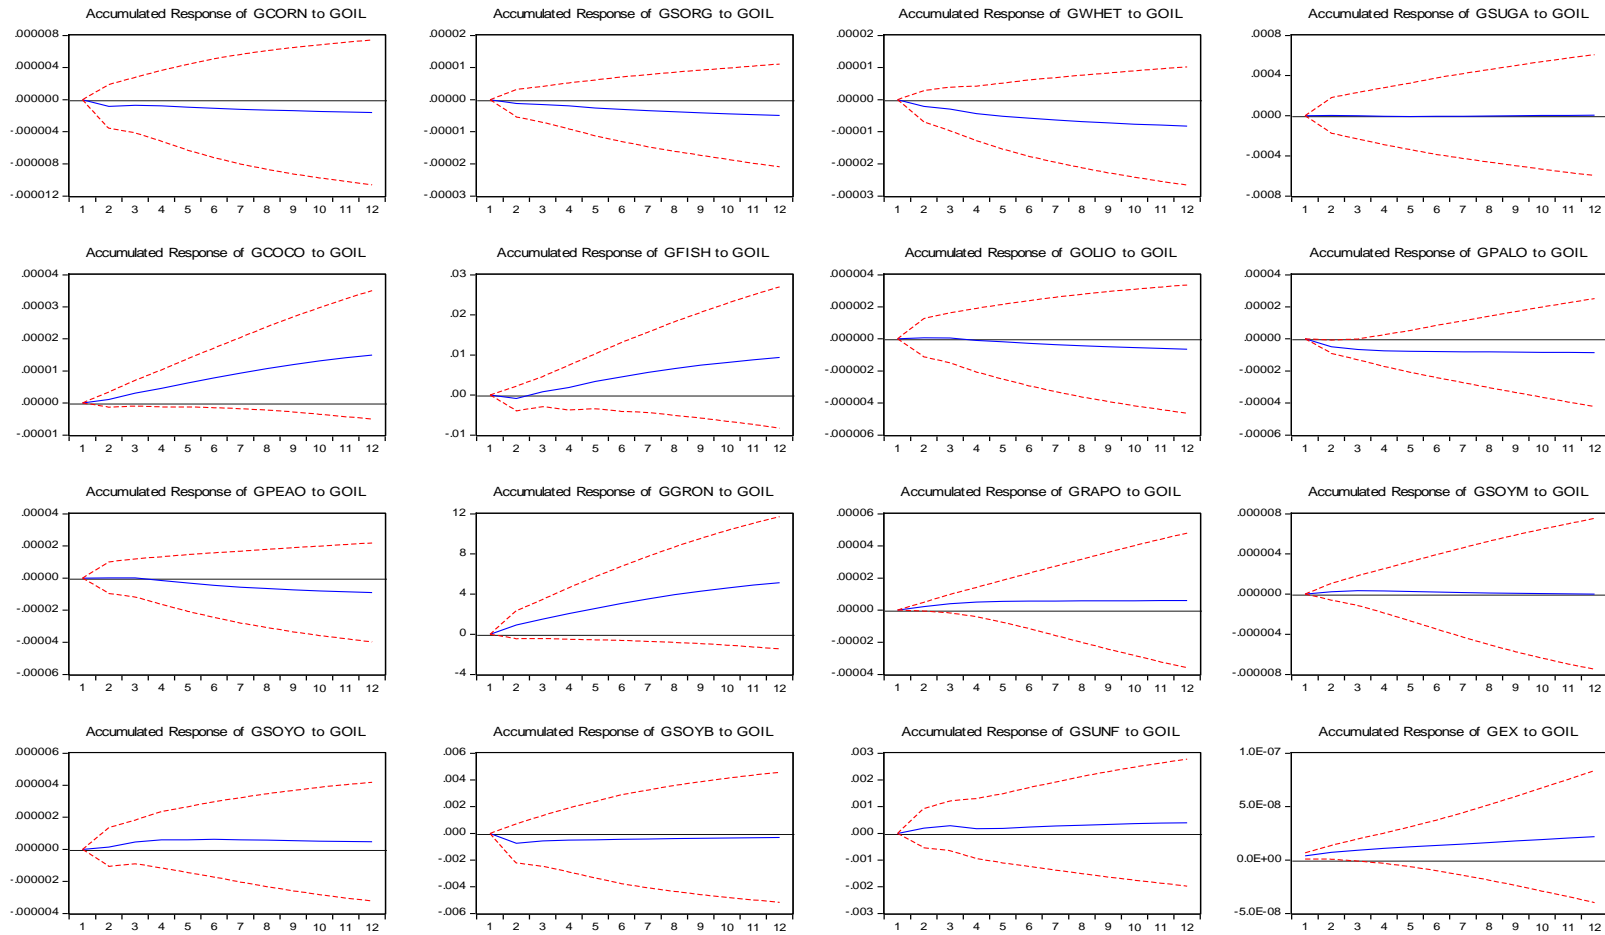 Accumulated Response of GCORN to GOIL
.000008
.000004
.000000
-.000004
-.000008
-.000012
1 2 3 4 5 6 7 8 9 10 11 12
Accumulated Response of GSORG to GOIL
.00002
.00001
.00000
-.00001
-.00002
-.00003
1 2 3 4 5 6 7 8 9 10 11 12
Accumulated Response of GWHET to GOIL
.00002
.00001
.00000
-.00001
-.00002
-.00003
1 2 3 4 5 6 7 8 9 10 11 12
Accumulated Response of GSUGA to GOIL
.0008
.0004
.0000
-.0004
-.0008
1 2 3 4 5 6 7 8 9 10 11 12
Accumulated Response of GCOCO to GOIL
.00004
.00003
.00002
.00001
.00000
-.00001
1 2 3 4 5 6 7 8 9 10 11 12
Accumulated Response of GFISH to GOIL
.03
.02
.01
.00
-.01
1 2 3 4 5 6 7 8 9 10 11 12
Accumulated Response of GOLIO to GOIL
.000004
.000002
.000000
-.000002
-.000004
-.000006
1 2 3 4 5 6 7 8 9 10 11 12
Accumulated Response of GPALO to GOIL
.00004
.00002
.00000
-.00002
-.00004
-.00006
1 2 3 4 5 6 7 8 9 10 11 12
Accumulated Response of GPEAO to GOIL
.00004
.00002
.00000
-.00002
-.00004
-.00006
1 2 3 4 5 6 7 8 9 10 11 12
Accumulated Response of GGRON to GOIL
12
8
4
0
-4
1 2 3 4 5 6 7 8 9 10 11 12
Accumulated Response of GRAPO to GOIL
.00006
.00004
.00002
.00000
-.00002
-.00004
1 2 3 4 5 6 7 8 9 10 11 12
Accumulated Response of GSOYM to GOIL
.000008
.000004
.000000
-.000004
-.000008
1 2 3 4 5 6 7 8 9 10 11 12
Accumulated Response of GSOYO to GOIL
.000006
.000004
.000002
.000000
-.000002
-.000004
1 2 3 4 5 6 7 8 9 10 11 12
Accumulated Response of GSOYB to GOIL
.006
.004
.002
.000
-.002
-.004
-.006
1 2 3 4 5 6 7 8 9 10 11 12
Accumulated Response of GSUNF to GOIL
.003
.002
.001
.000
-.001
-.002
-.003
1 2 3 4 5 6 7 8 9 10 11 12
Accumulated Response of GEX to GOIL
1.0E-07
5.0E-08
0.0E+00
-5.0E-08
1 2 3 4 5 6 7 8 9 10 11 12